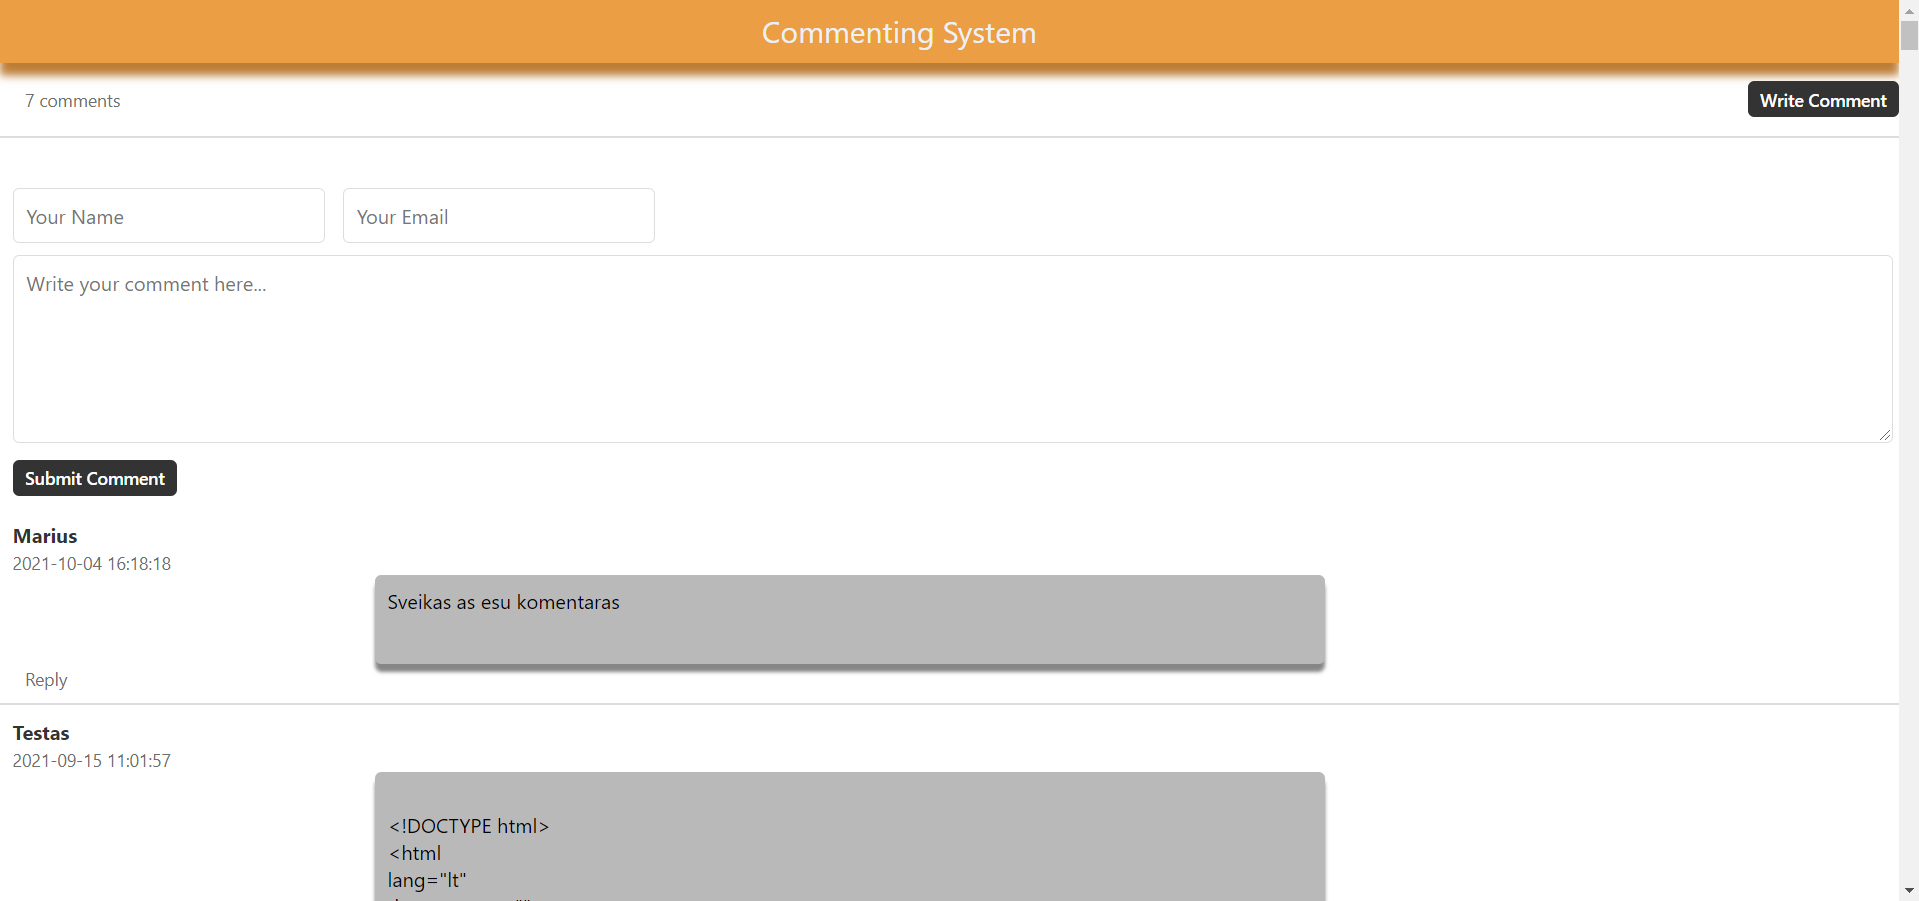 Commenting System
7 comments
Write Comment
Your Name
Your Email
Write your comment here...
Submit Comment
Marius
2021-10-04 16:18:18
Sveikas as esu komentaras
Reply
Testas
2021-09-15 11:01:57
<!DOCTYPE html>
<html
lang="lt"